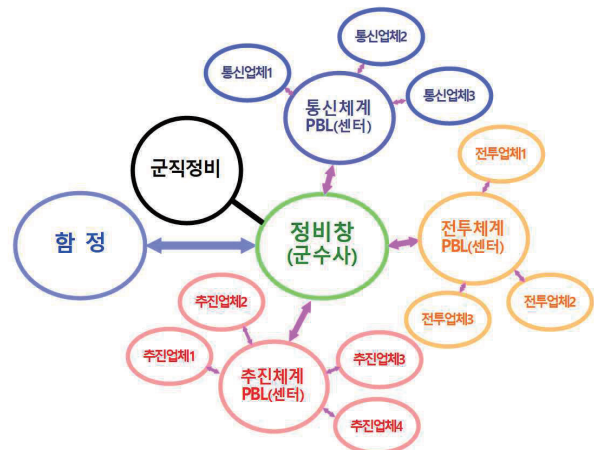 통신업체2
통신업체1
통신업체3
통신체계
PBL(센터)
군직정비
전투업체1
함 정
정비창
(군수사)
전투체계
PBL(센터)
추진업체2
전투업체2
전투업체3
추진업체1
추진업체3
추진체계
PBL(센터)
추진업체4